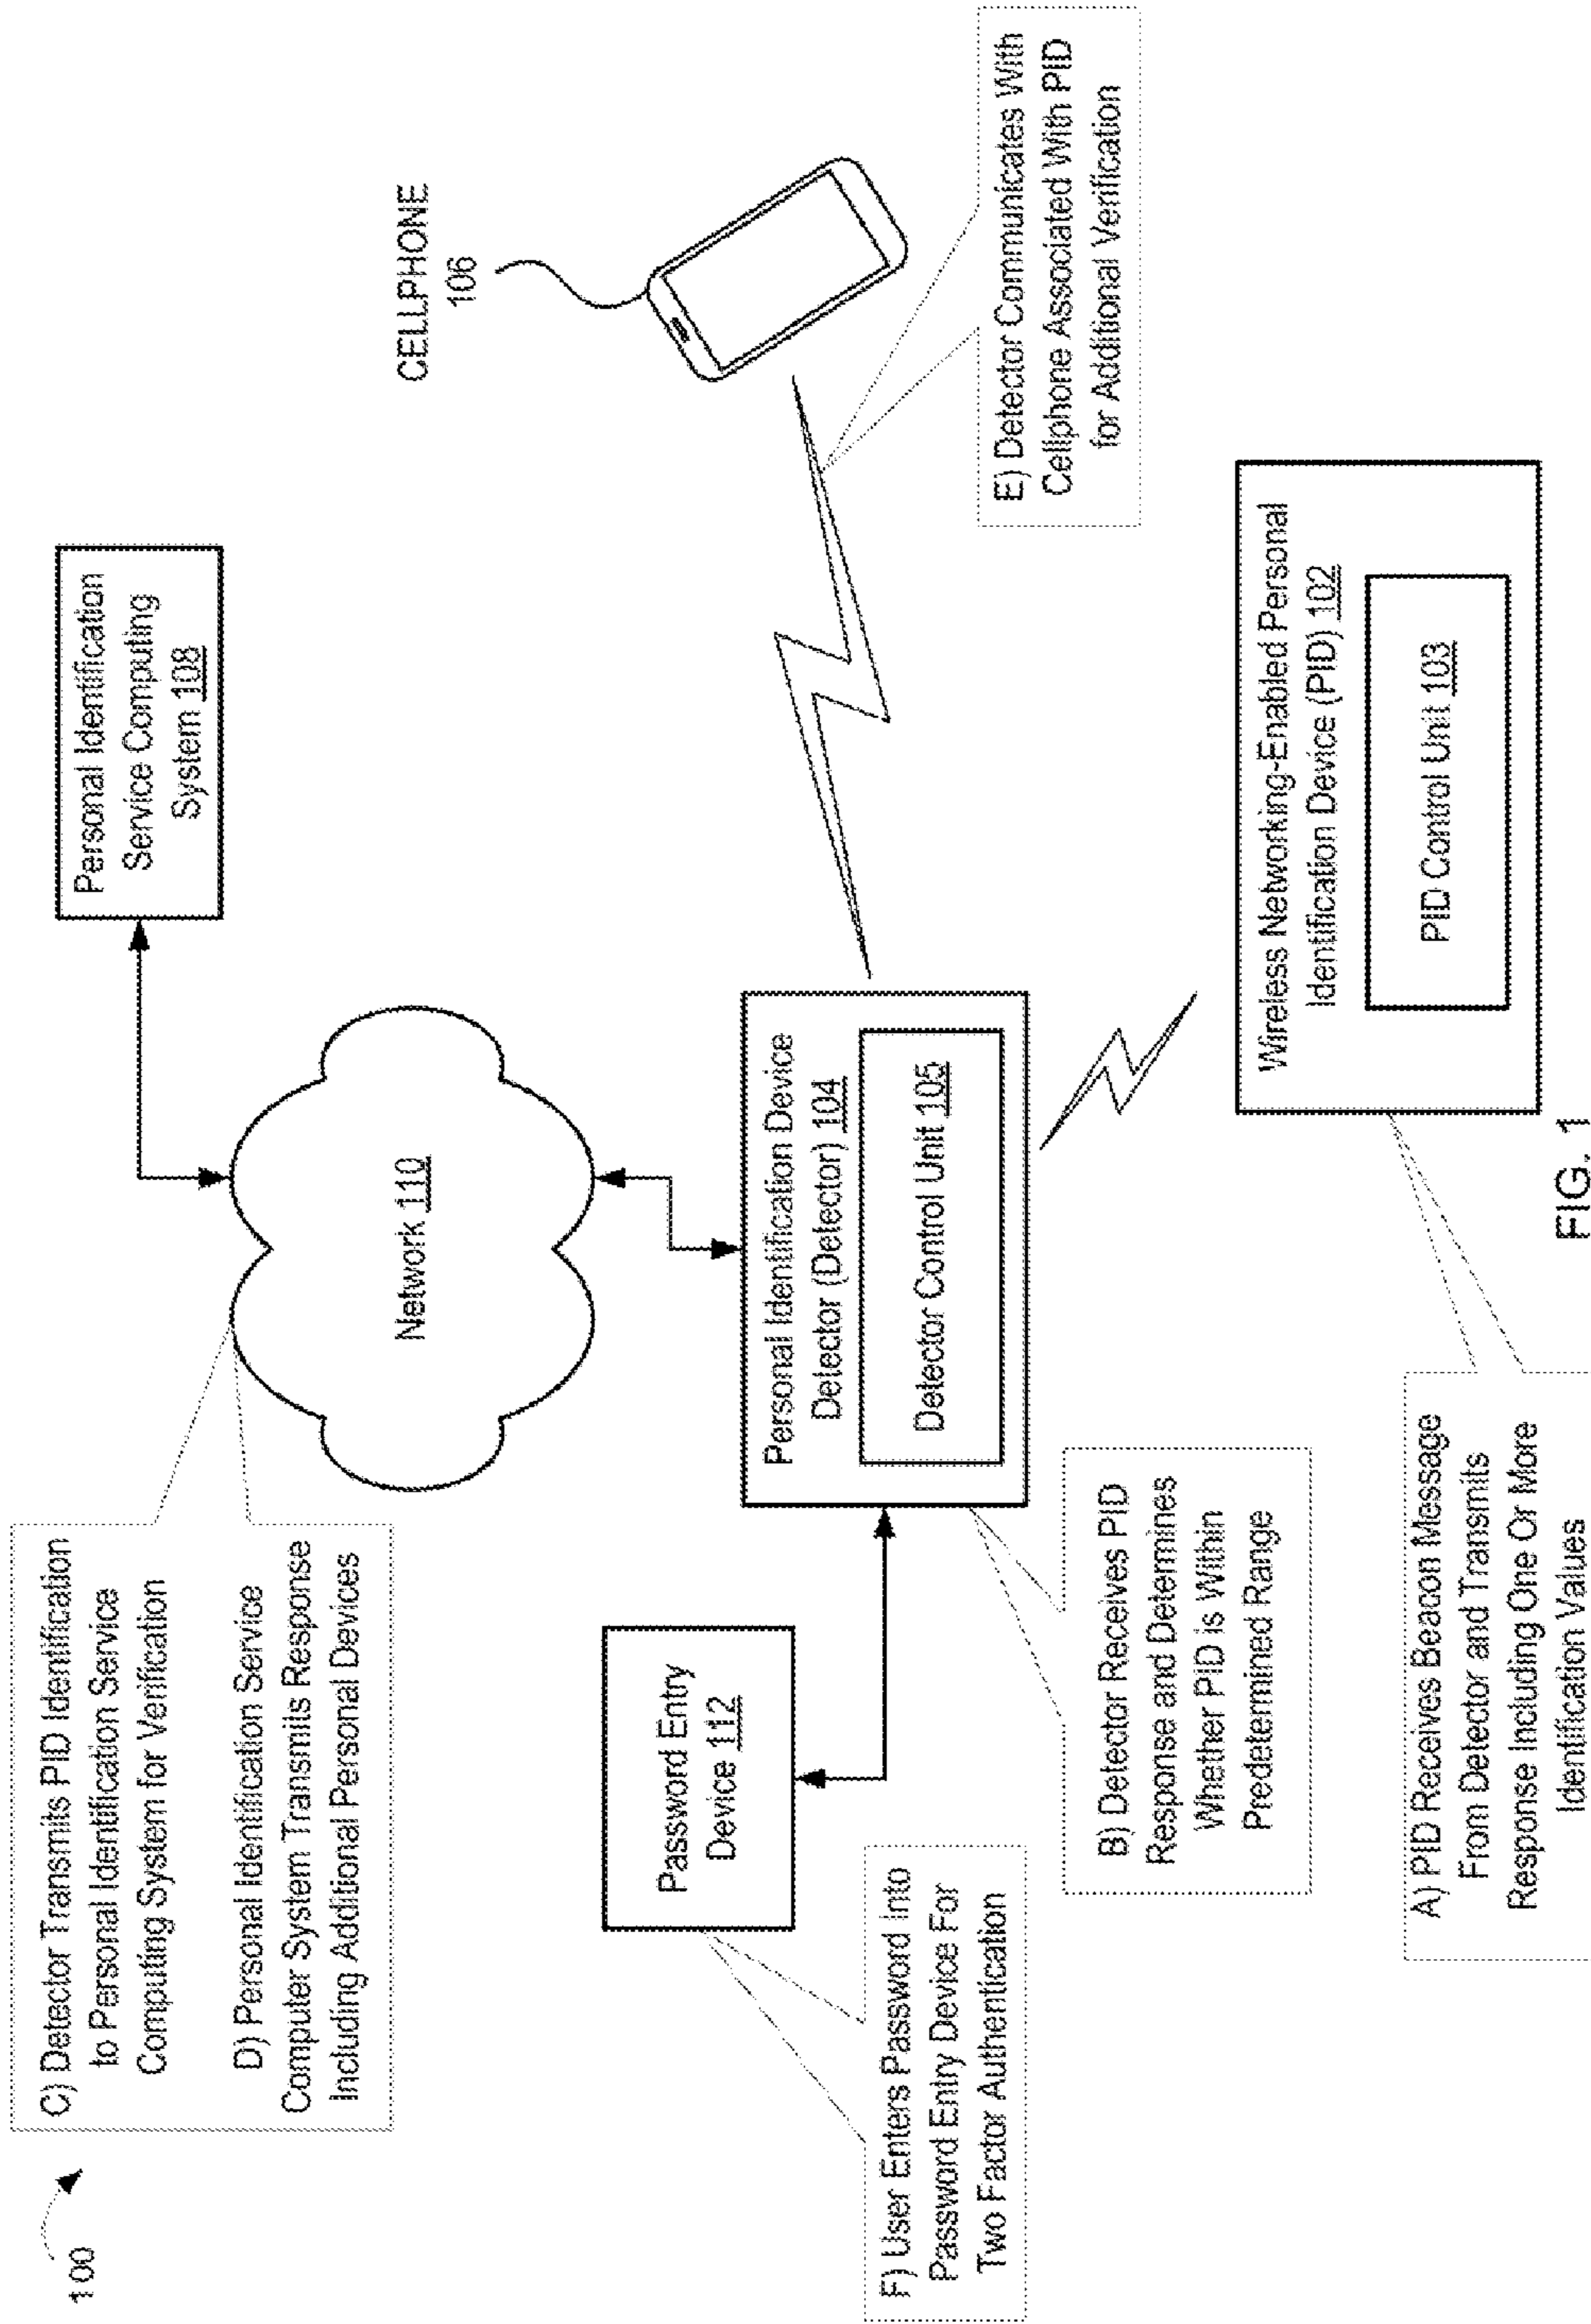 100
C) Detector Transmits PID Identification
to Personal Identification Service
Computing System for Verification
D) Personal Identification Service
Computer System Transmits Response
Including Additional Personal Devices
Personal Identification
Service Computing
System 108
Network 110
CELLPHONE
106
F) User Enters Password Into
Password Entry Device For
Two Factor Authentication
Password Entry
Device 112
Personal Identification Device
Detector (Detector) 104
Detector Control Unit 105
E) Detector Communicates With
Cellphone Associated With PID
for Additional Verification
B) Detector Receives PID
Response and Determines
Whether PID is Within
Predetermined Range
Wireless Networking-Enabled Personal
Identification Device (PID) 102
PID Control Unit 103
A) PID Receives Beacon Message
From Detector and Transmits
Response Including One Or More
Identification Values
FIG. 1